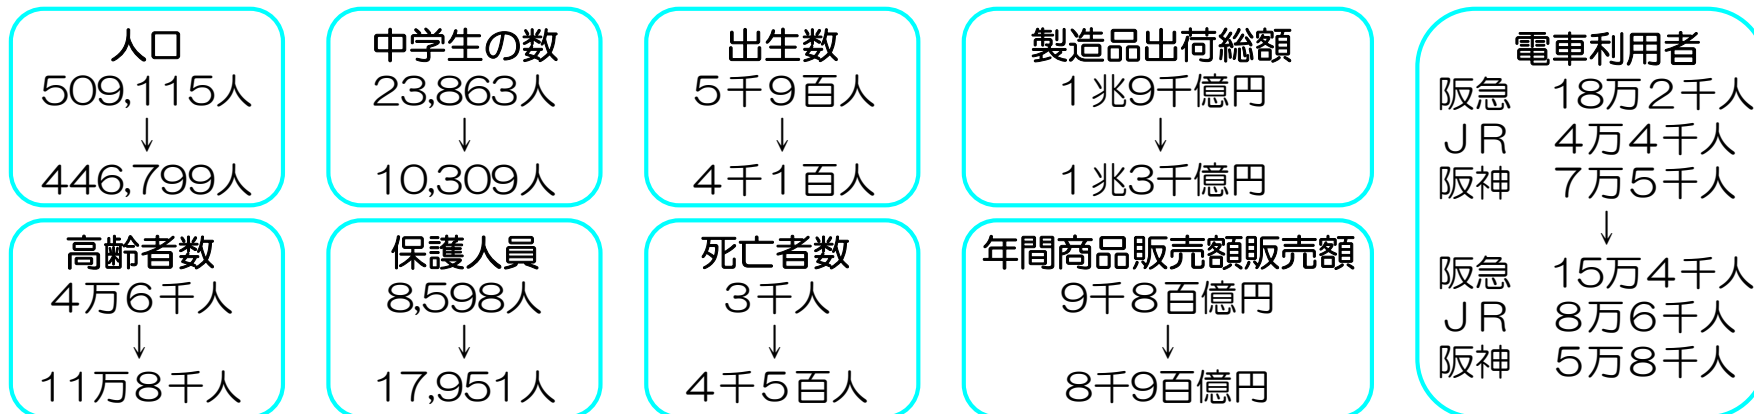 人口
509,115人
↓
446,799人
中学生の数
23,863人
↓
10,309人
出生数
5千9百人
↓
4千1百人
製造品出荷総額
1兆9千億円
↓
1兆3千億円
電車利用者
阪急 18万2千人
JR 4万4千人
阪神 7万5千人
↓
阪急 15万4千人
JR 8万6千人
阪神 5万8千人
高齢者数
4万6千人
↓
11万8千人
保護人員
8,598人
↓
17,951人
死亡者数
3千人
↓
4千5百人
年間商品販売額販売額
9千8百億円
↓
8千9百億円